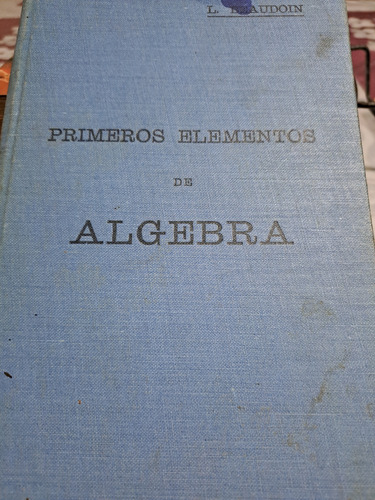 L.
PRIMEROS ELEMENTOS
DE
ALGEBRA